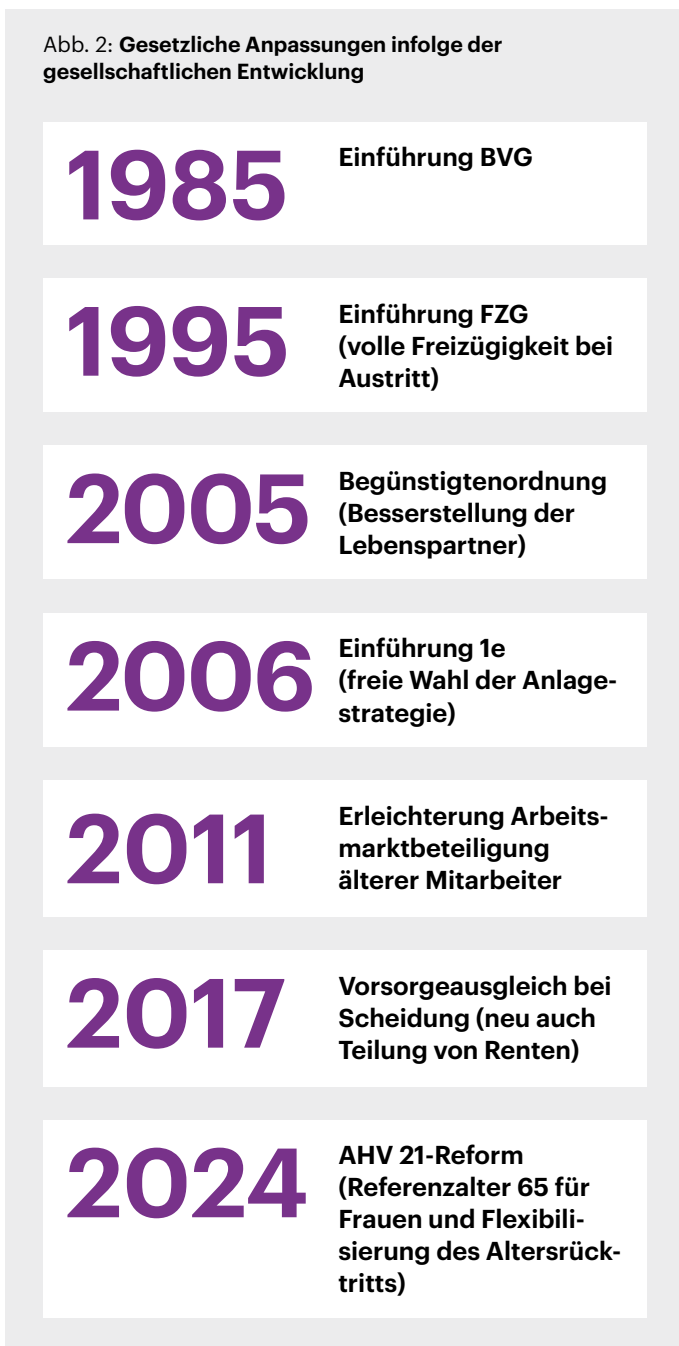 Abb. 2: Gesetzliche Anpassungen infolge der
gesellschaftlichen Entwicklung
1985
Einführung BVG
1995
Einführung FZG
(volle Freizügigkeit bei
Austritt)
2005
Begünstigtenordnung
(Besserstellung der
Lebenspartner)
2006
Einführung 1e
(freie Wahl der Anlage-
strategie)
2011
Erleichterung Arbeits-
marktbeteiligung
älterer Mitarbeiter
2017
Vorsorgeausgleich bei
Scheidung (neu auch
Teilung von Renten)
2024
AHV 21-Reform
(Referenzalter 65 für
Frauen und Flexibili-
sierung des Altersrück-
tritts)